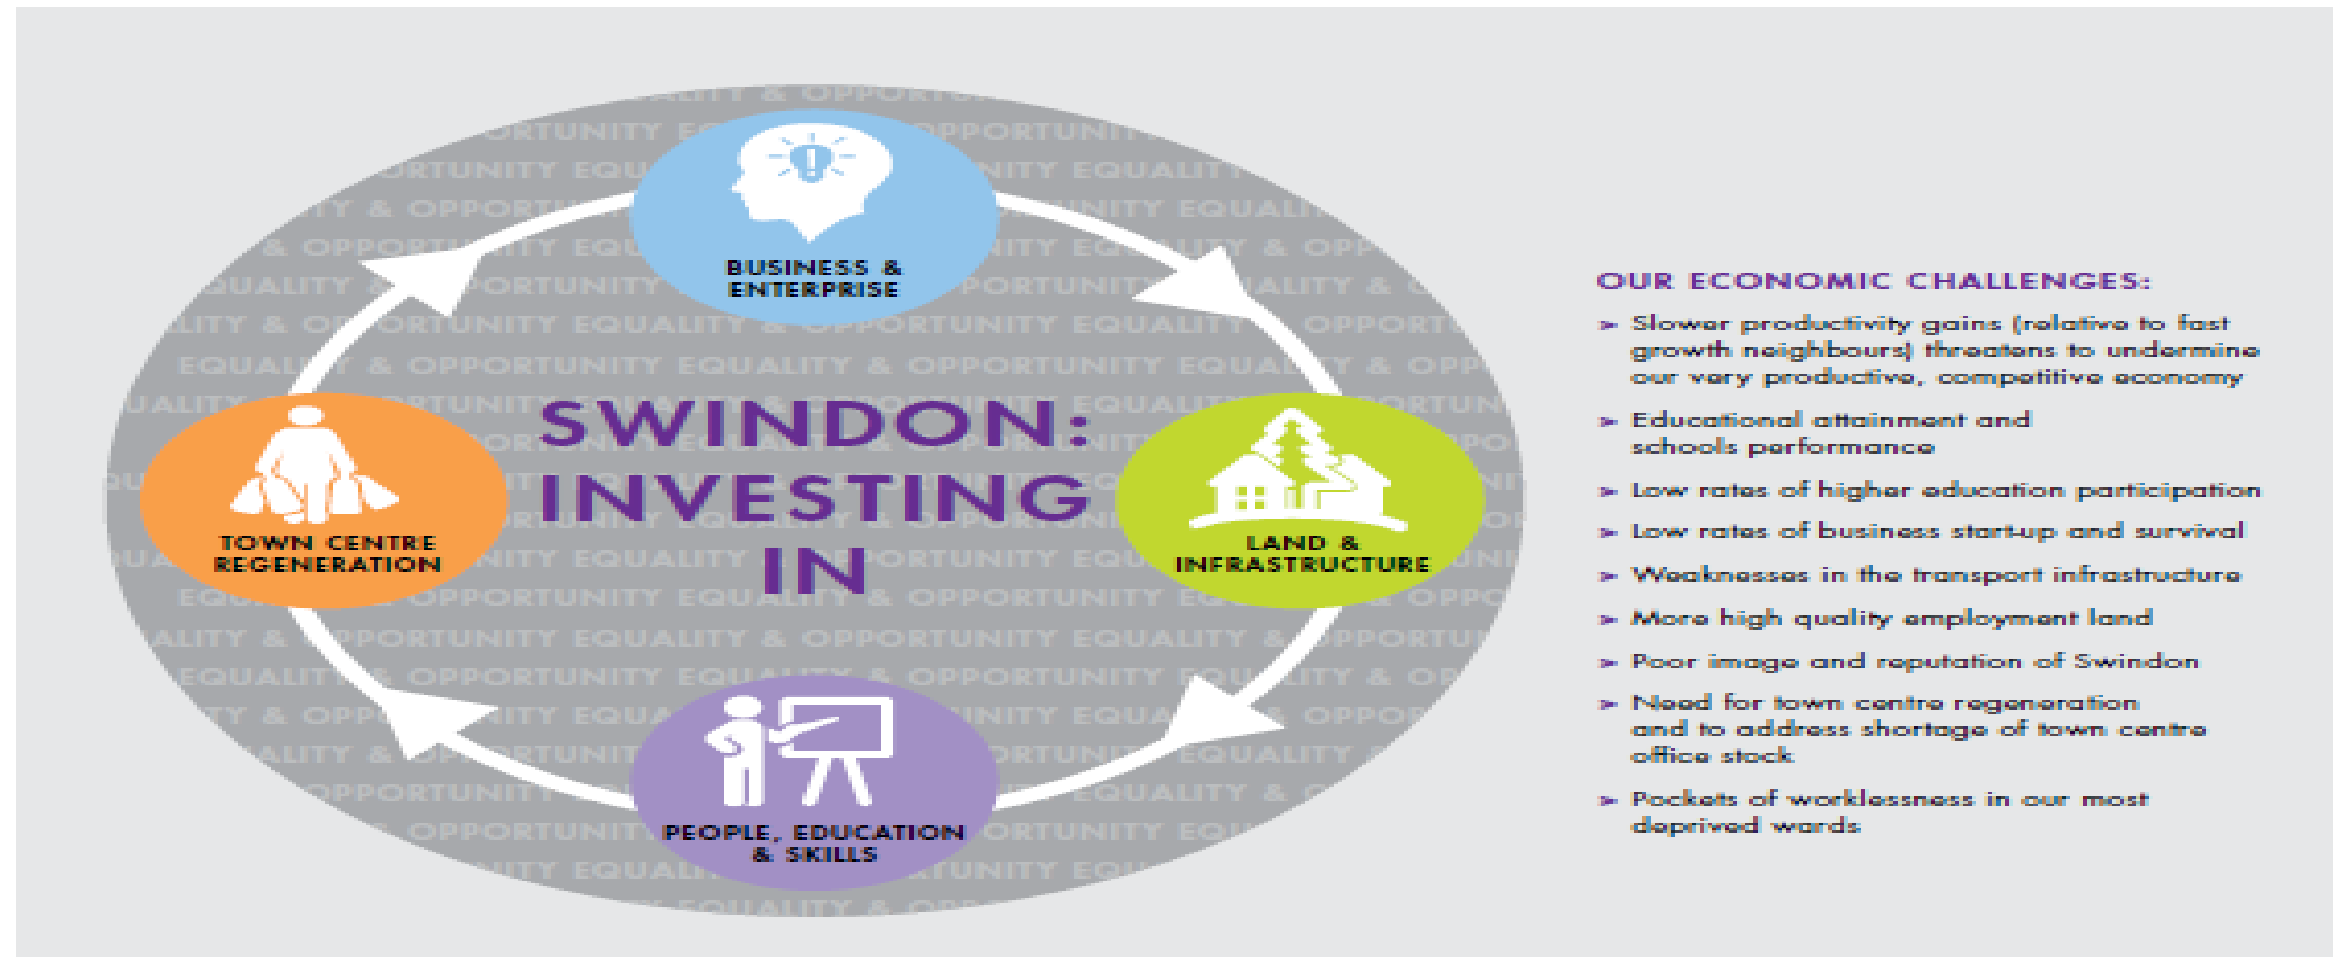 BUSINESS &
ENTERPRISE
SWINDON:
INVESTING
IN
TOWN CENTRE
REGENERATION
LAND &
INFRASTRUCTURE
PEOPLE, EDUCATION
& SKILLS
OUR ECONOMIC CHALLENGES:
➢ Slower productivity gains (relative to fast
growth neighbours) threatens to undermine
our very productive, competitive economy
➢ Educational attainment and
schools performance
➢ Low rates of higher education participation
➢ Low rates of business start-up and survival
➢ Weaknesses in the transport infrastructure
➢ More high quality employment land
➢ Poor image and reputation of Swindon
➢ Need for town centre regeneration
and to address shortage of town centre
office stock
➢ Pockets of worklessness in our most
deprived wards
EQUALITY & OPPORTUNITY EQUALITY & OPPORTUNITY